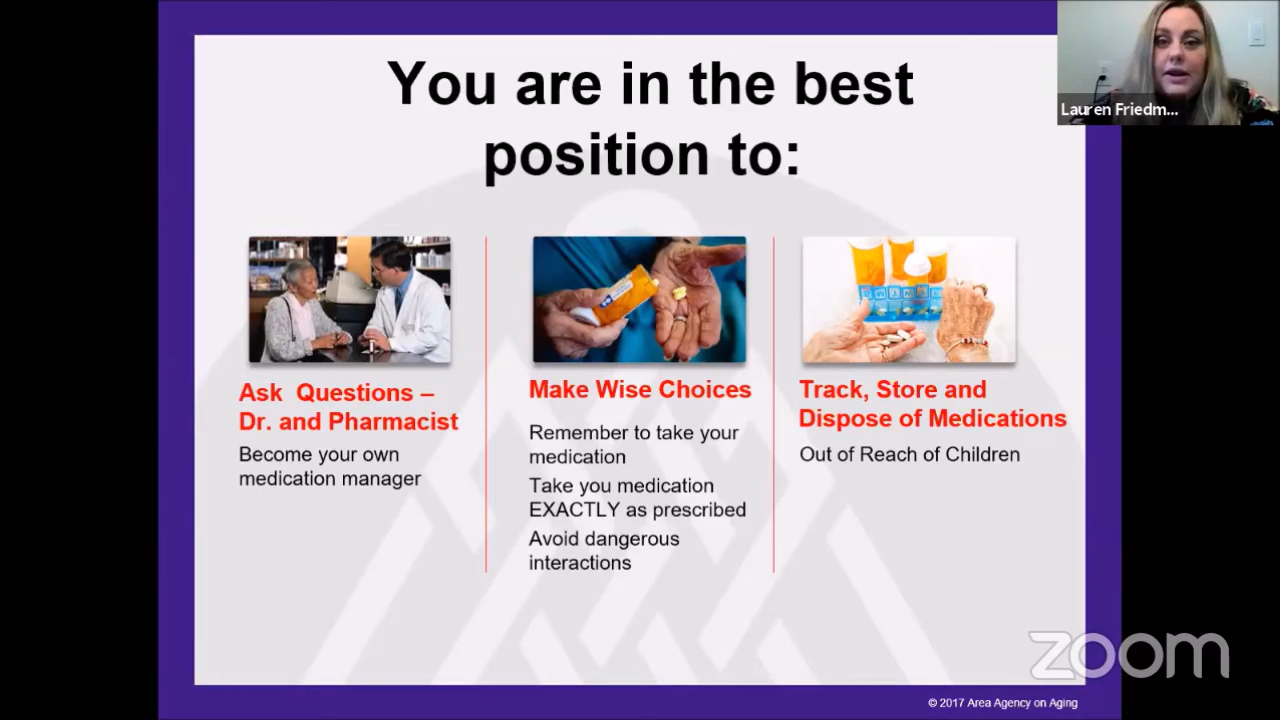 You are in the best
position to:
Lauren Friedm...
Ask Questions –
Dr. and Pharmacist
Become your own
medication manager
Make Wise Choices
Remember to take your
medication
Take you medication
EXACTLY as prescribed
Avoid dangerous
interactions
Track, Store and
Dispose of Medications
Out of Reach of Children
zoom
© 2017 Area Agency on Aging